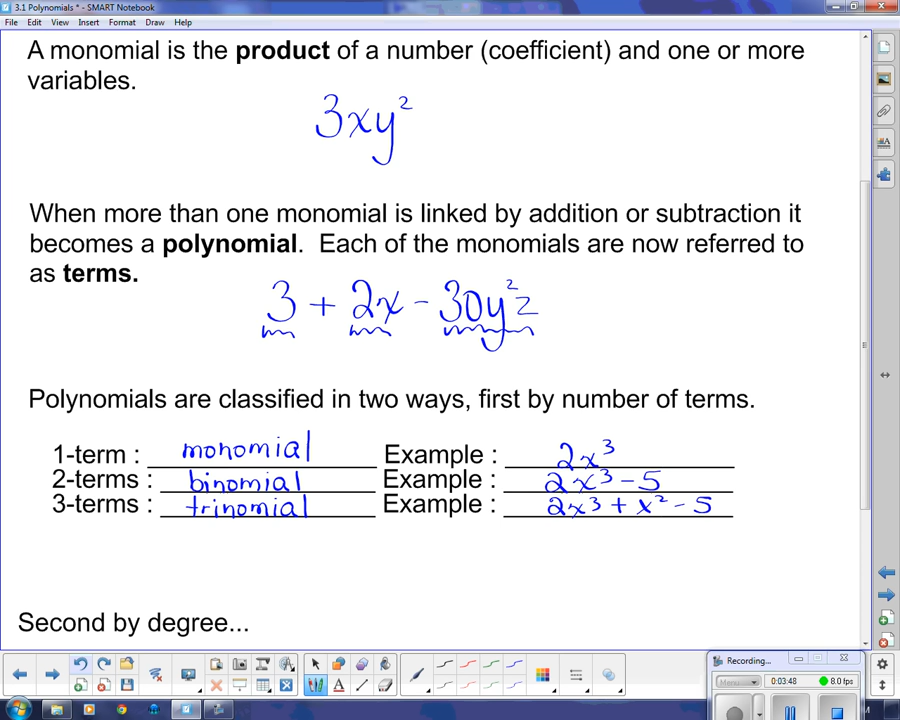 3.1 Polynomials * - SMART Notebook
File Edit View Insert Format Draw Help
A monomial is the product of a number (coefficient) and one or more
variables.
3xy²
When more than one monomial is linked by addition or subtraction it
becomes a polynomial. Each of the monomials are now referred to
as terms.
3 + 2x - 30y²z
Polynomials are classified in two ways, first by number of terms.
1-term : monomial Example : 2x³
2-terms : binomial Example : 2x³ - 5
3-terms : trinomial Example : 2x³ + x² - 5
Second by degree...
Recording...
Menu 0:03:48 8.0 fps